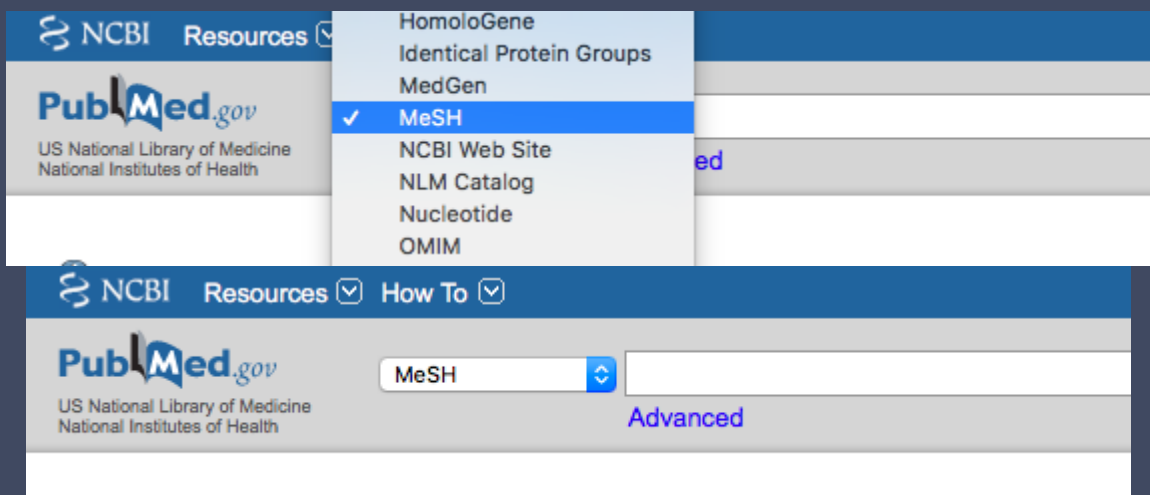 NCBI Resources
HomoloGene
Identical Protein Groups
MedGen
✓ MeSH
NCBI Web Site
NLM Catalog
Nucleotide
OMIM
PubMed.gov
US National Library of Medicine
National Institutes of Health
ed
NCBI Resources How To
PubMed.gov
US National Library of Medicine
National Institutes of Health
MeSH
Advanced